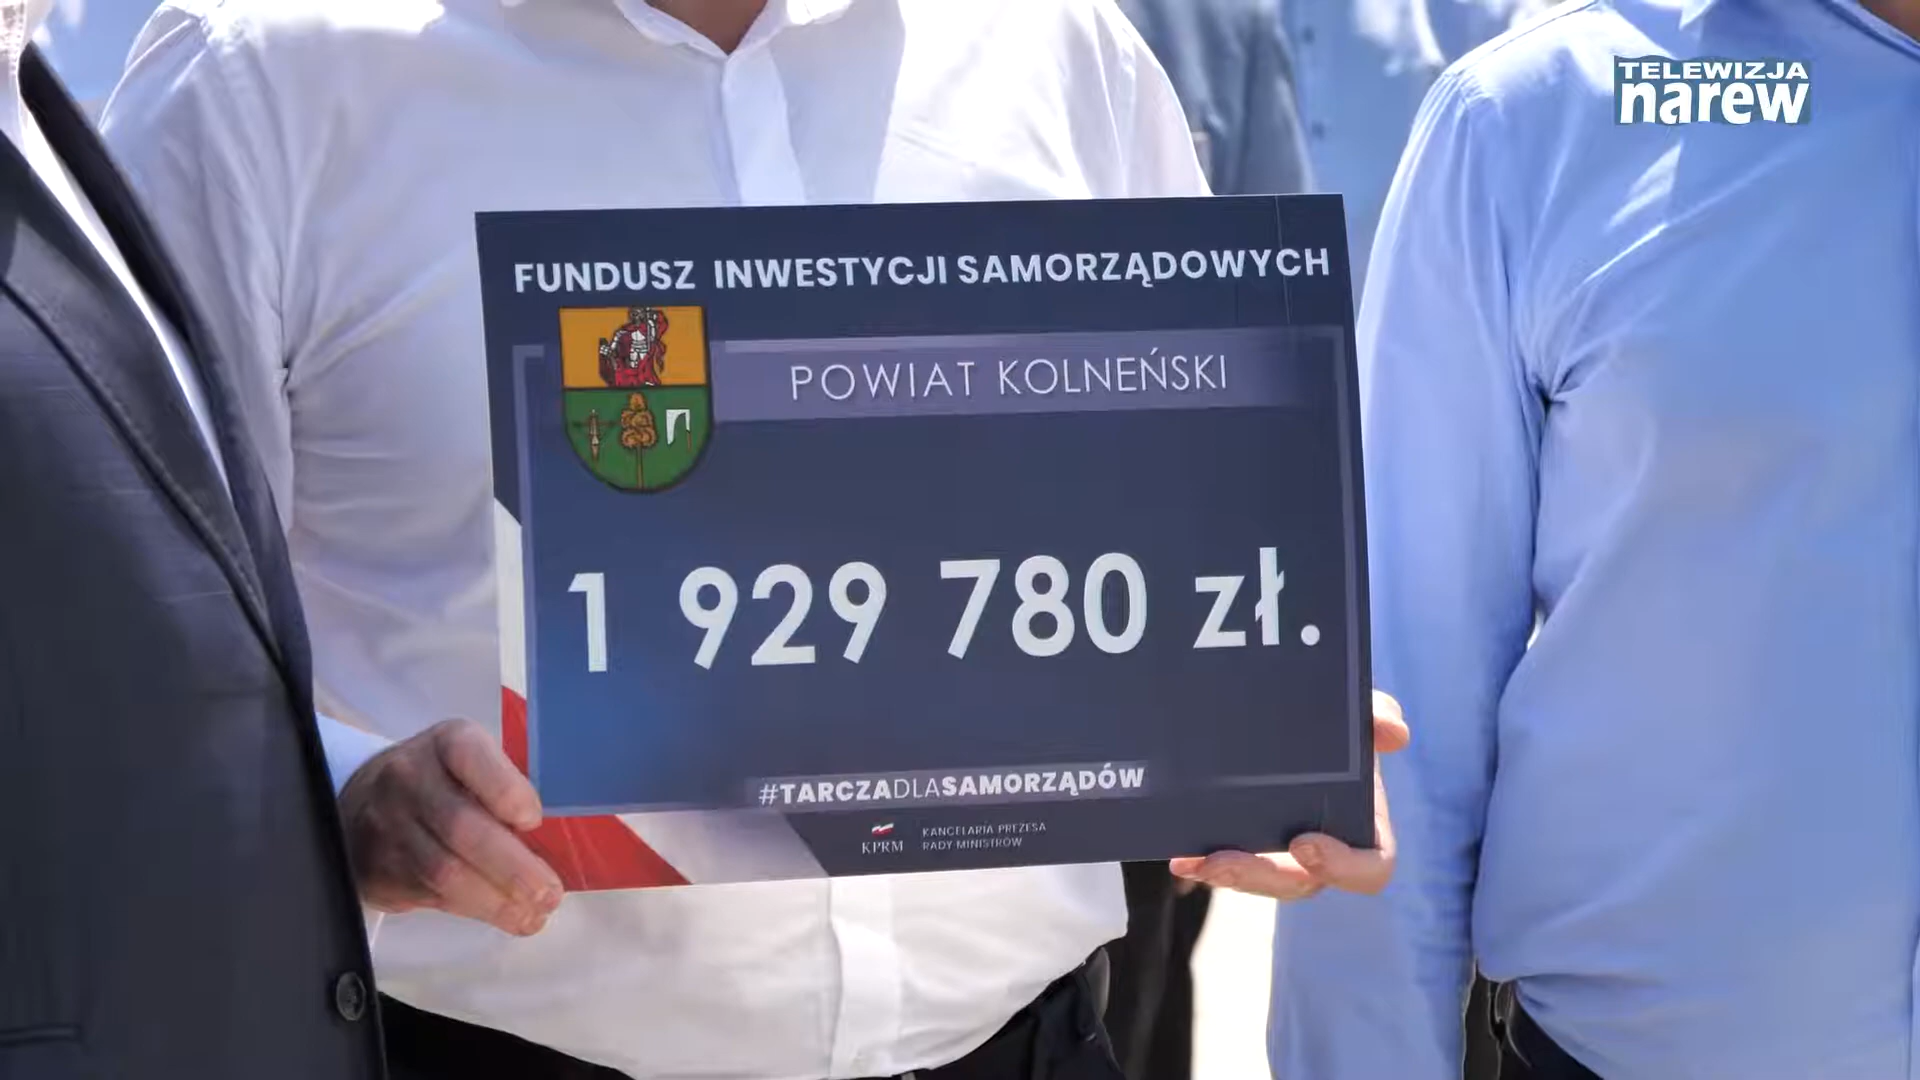 TELEWIZJA
narew
FUNDUSZ INWESTYCJI SAMORZĄDOWYCH
POWIAT KOLNEŃSKI
1 929 780 zł.
#TARCZADLASAMORZĄDÓW
KPRM
KANCELARIA PREZESA
RADY MINISTRÓW